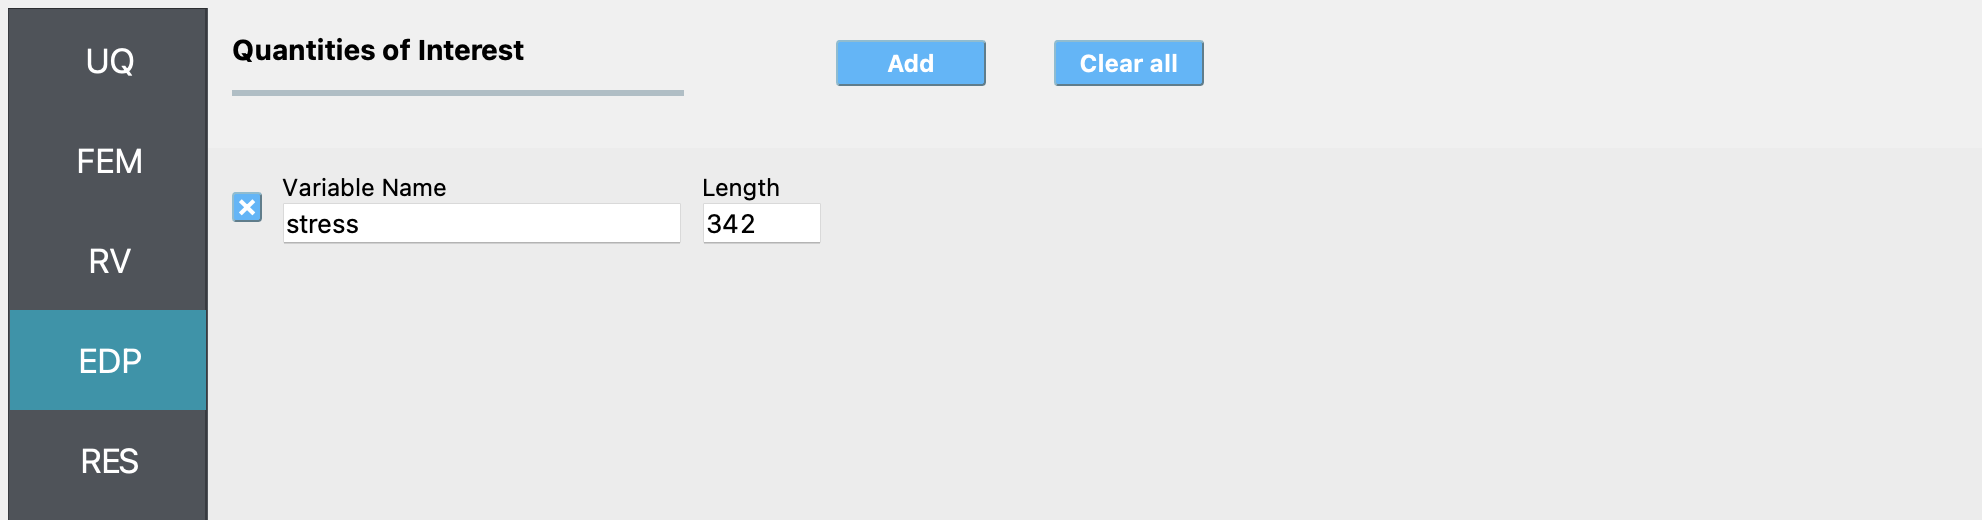 UQ
FEM
RV
EDP
RES
Quantities of Interest
Add
Clear all
Variable Name
Length
stress
342